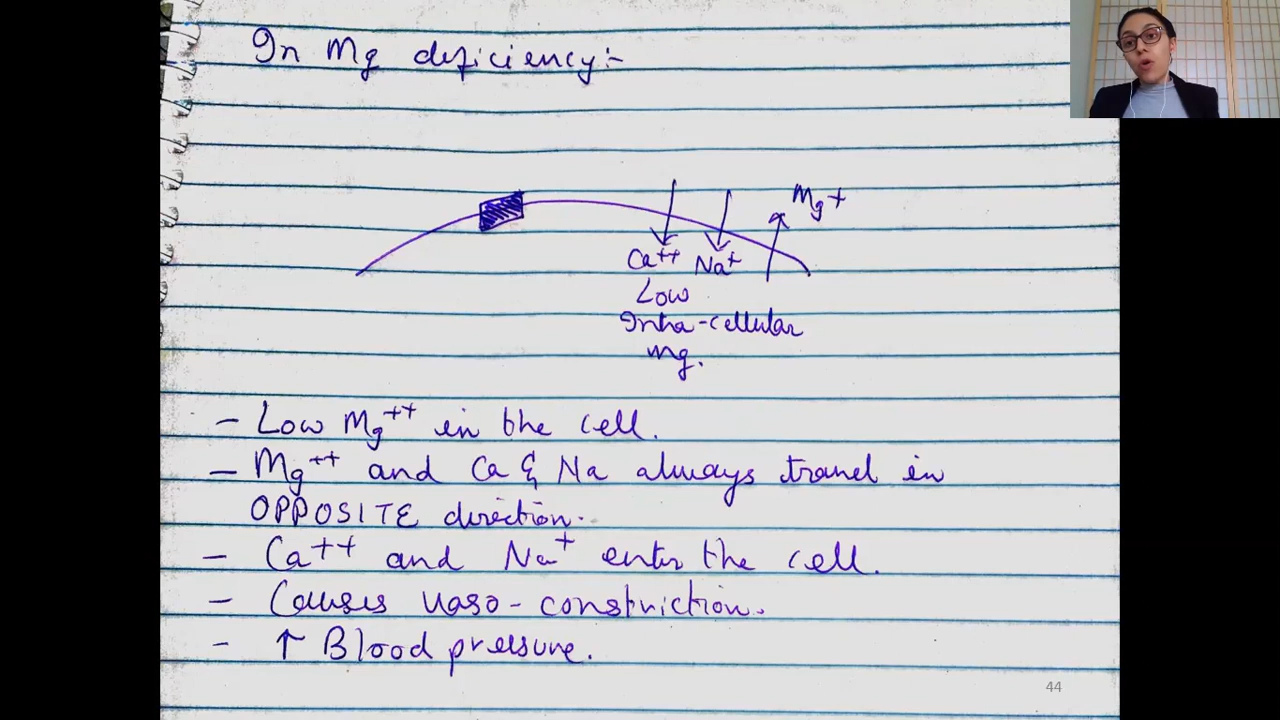 In Mg deficiency:-
Mg+
Ca++ Na+
Low
Intra-cellular
Mg.
- Low Mg++ in the cell.
- Mg++ and Ca & Na always travel in
OPPOSITE direction.
- Ca++ and Na+ enter the cell.
- Causes vaso-constriction.
- ↑ Blood pressure.
44